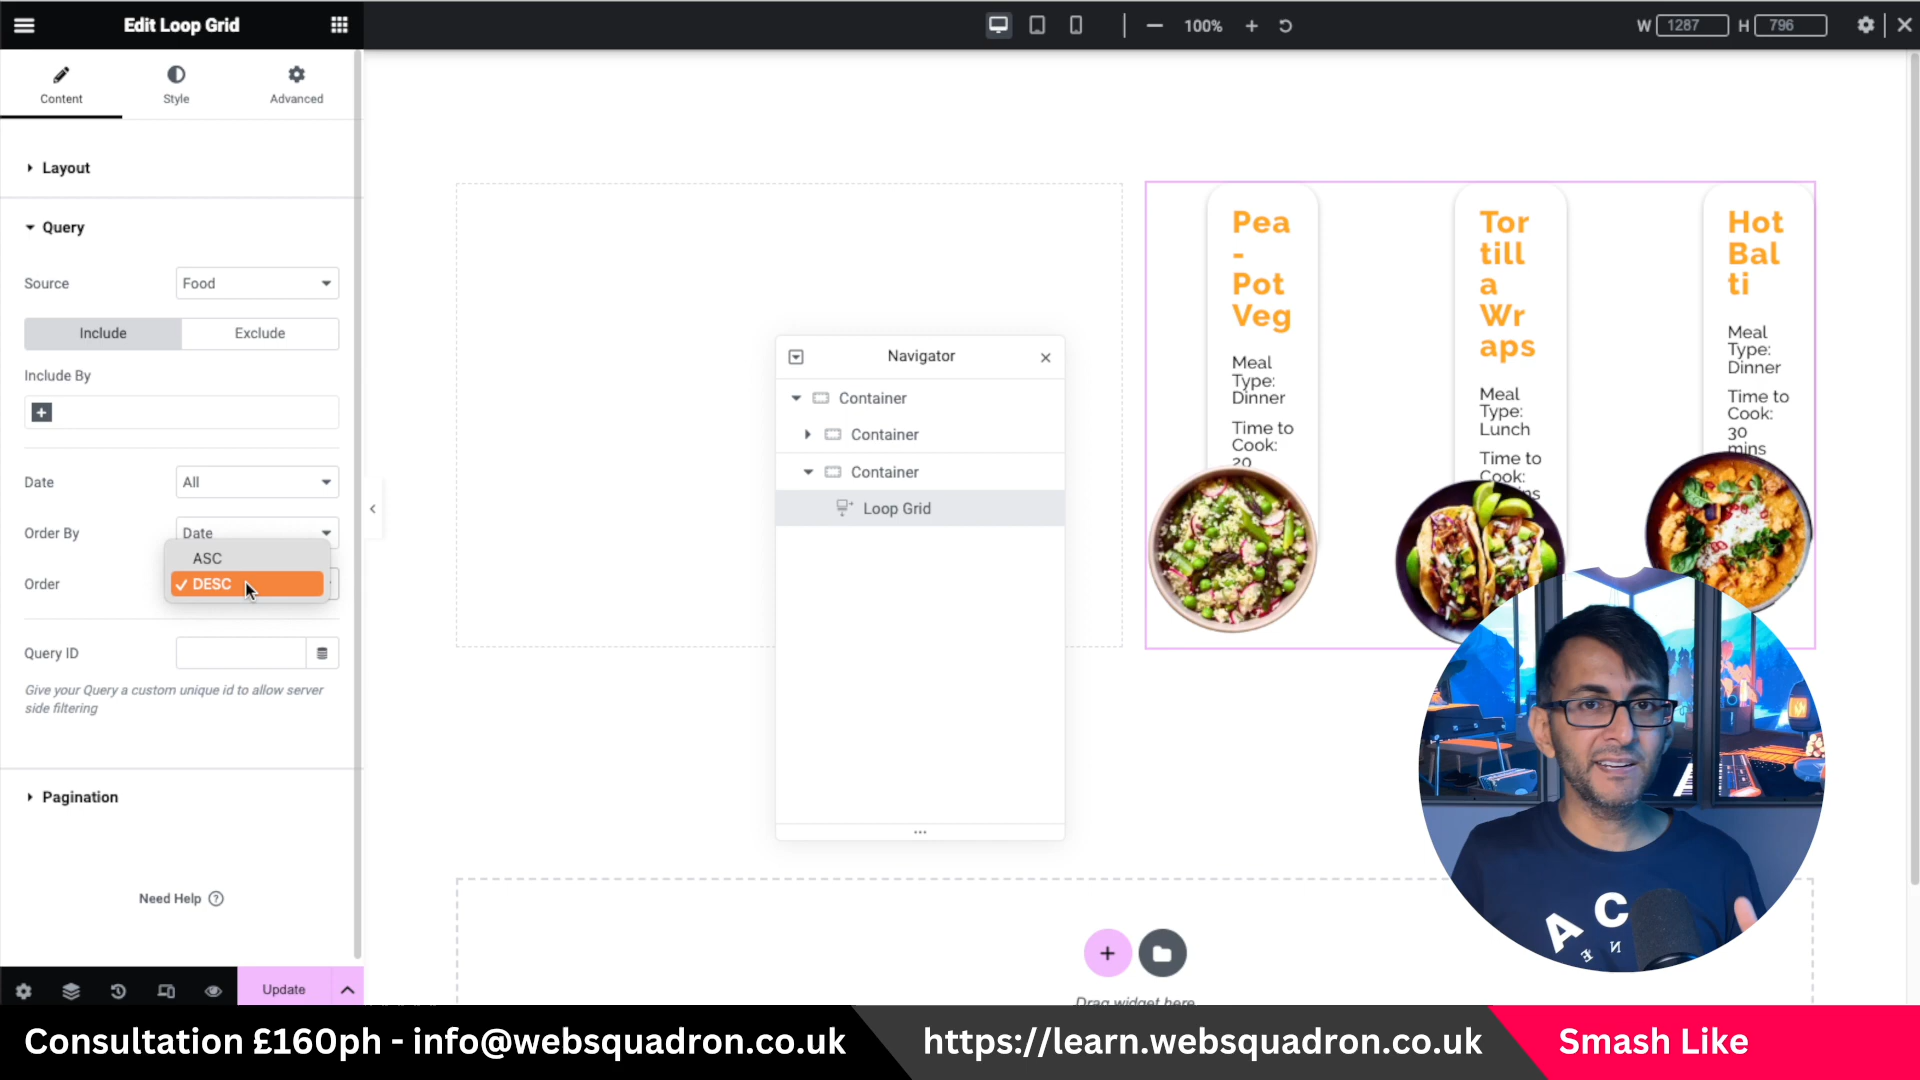 Edit Loop Grid
100%
W 1287 H 796
Content
Style
Advanced
Layout
Query
Source
Food
Include
Exclude
Include By
Date
All
Order By
Date
ASC
Order
DESC
Query ID
Give your Query a custom unique id to allow server
side filtering
Pagination
Need Help
Update
Navigator
Container
Container
Container
Loop Grid
Pea
-
Pot
Veg
Meal
Type:
Dinner
Time to
Cook:
20
Tor
till
a
Wr
aps
Meal
Type:
Lunch
Time to
Cook:
Hot
Bal
ti
Meal
Type:
Dinner
Time to
Cook:
30
mins
Drag widget here
Consultation £160ph - info@websquadron.co.uk
https://learn.websquadron.co.uk
Smash Like